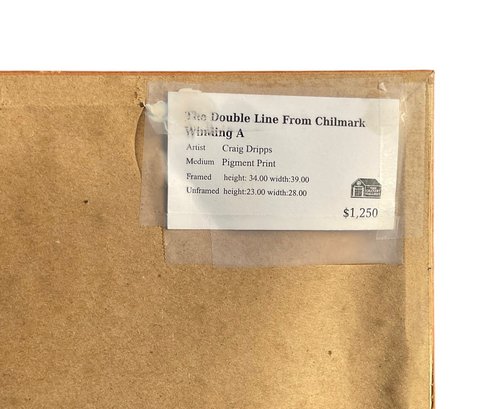 The Double Line From Chilmark
Winding A
Artist Craig Dripps
Medium Pigment Print
Framed height: 34.00 width:39.00
Unframed height:23.00 width:28.00
$1,250